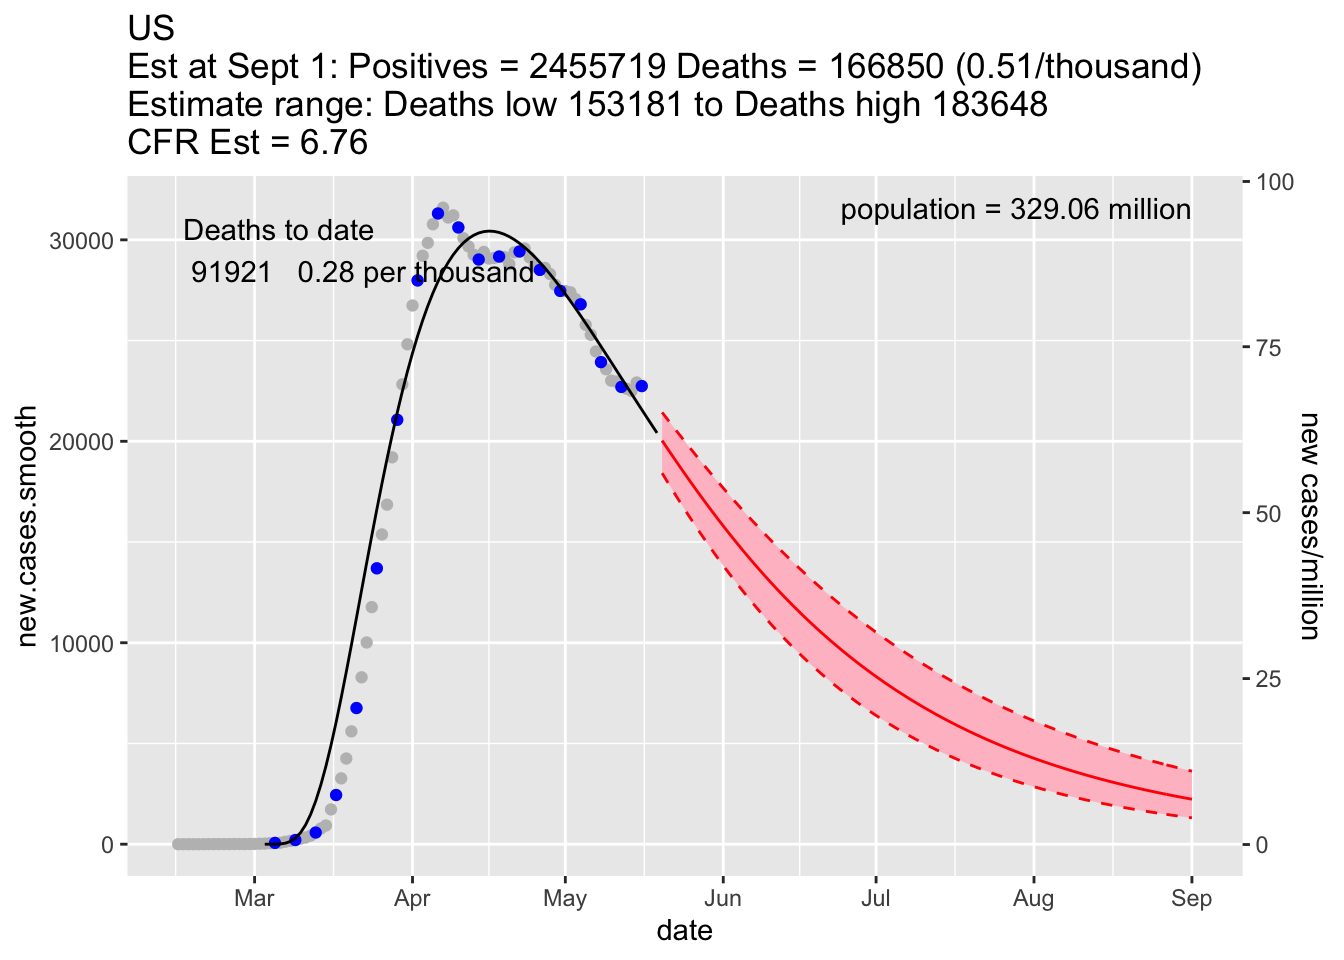 US
Est at Sept 1: Positives = 2455719 Deaths = 166850 (0.51/thousand)
Estimate range: Deaths low 153181 to Deaths high 183648
CFR Est = 6.76
Deaths to date
91921 0.28 per thousand
population = 329.06 million
new.cases.smooth
30000
20000
10000
0
100
75
50
25
0
new cases/million
Mar Apr May Jun Jul Aug Sep
date